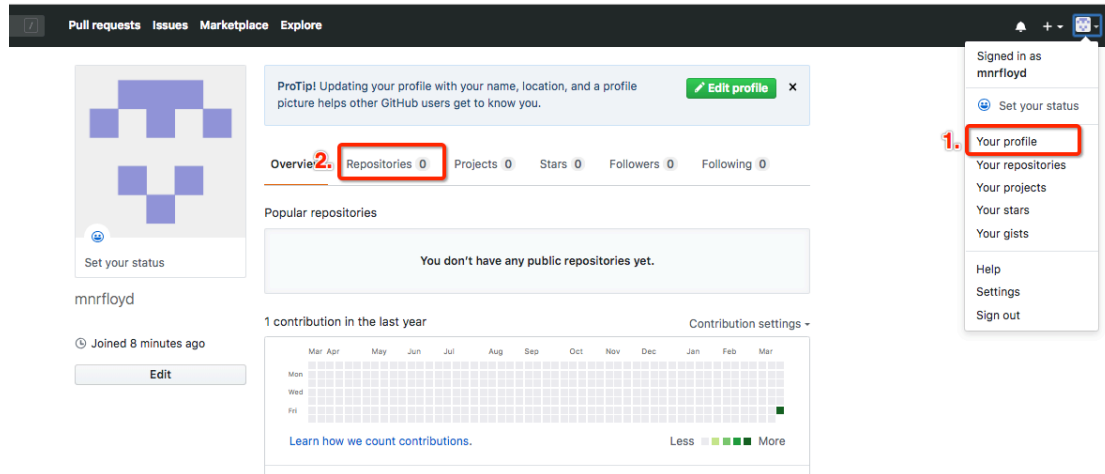 /
Pull requests Issues Marketplace Explore
Signed in as
mnrfloyd
Set your status
1.
Your profile
Your repositories
Your projects
Your stars
Your gists
Help
Settings
Sign out
ProTip! Updating your profile with your name, location, and a profile
picture helps other GitHub users get to know you.
Edit profile
x
2.
Overview Repositories 0 Projects 0 Stars 0 Followers 0 Following 0
Popular repositories
You don't have any public repositories yet.
Set your status
mnrfloyd
Joined 8 minutes ago
Edit
1 contribution in the last year
Contribution settings
Mar Apr May Jun Jul Aug Sep Oct Nov Dec Jan Feb Mar
Mon
Wed
Fri
Learn how we count contributions.
Less More